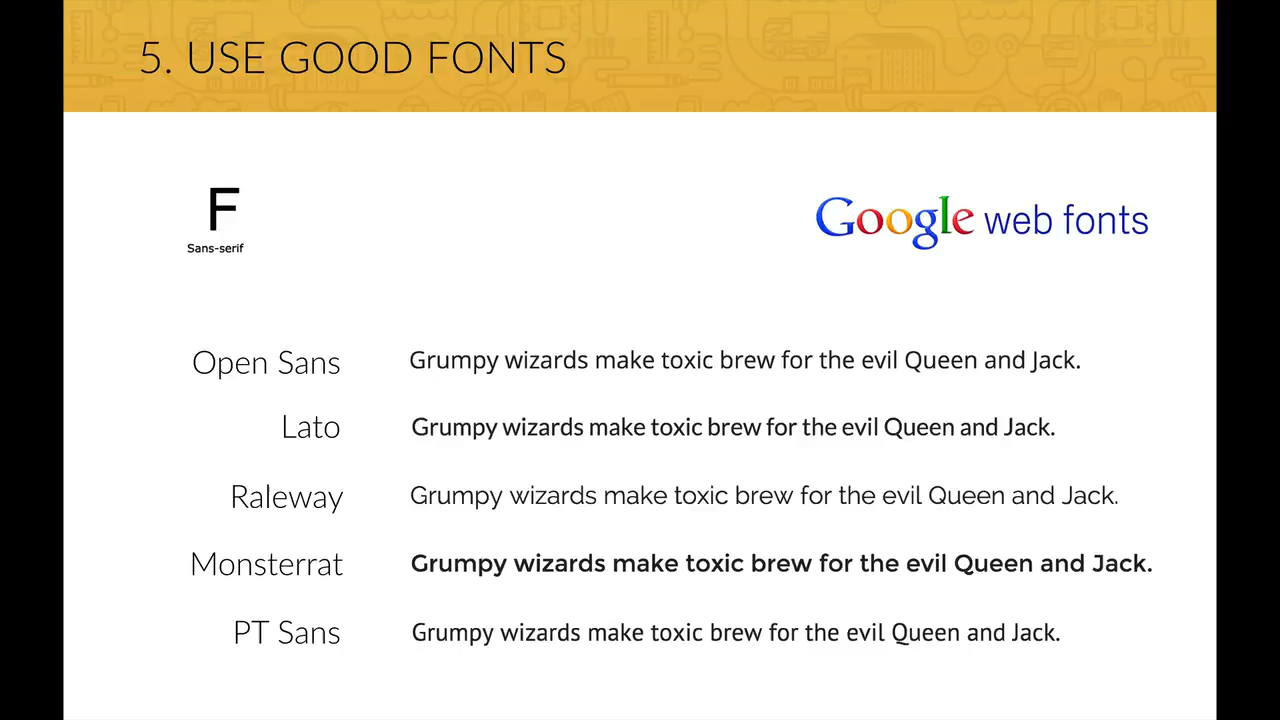 5. USE GOOD FONTS
F
Sans-serif
Google web fonts
Open Sans Grumpy wizards make toxic brew for the evil Queen and Jack.
Lato Grumpy wizards make toxic brew for the evil Queen and Jack.
Raleway Grumpy wizards make toxic brew for the evil Queen and Jack.
Monsterrat Grumpy wizards make toxic brew for the evil Queen and Jack.
PT Sans Grumpy wizards make toxic brew for the evil Queen and Jack.